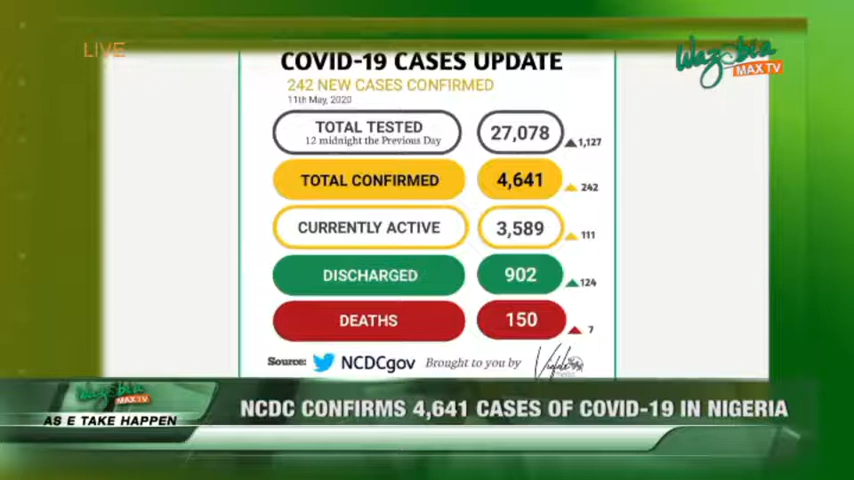 LIVE
Wazobia
MAX TV
COVID-19 CASES UPDATE
242 NEW CASES CONFIRMED
11th May, 2020
TOTAL TESTED
12 midnight the Previous Day
27,078
1,127
TOTAL CONFIRMED
4,641
242
CURRENTLY ACTIVE
3,589
111
DISCHARGED
902
124
DEATHS
150
7
Source: NCDCgov Brought to you by
Wazobia
MAX TV
AS E TAKE HAPPEN
NCDC CONFIRMS 4,641 CASES OF COVID-19 IN NIGERIA